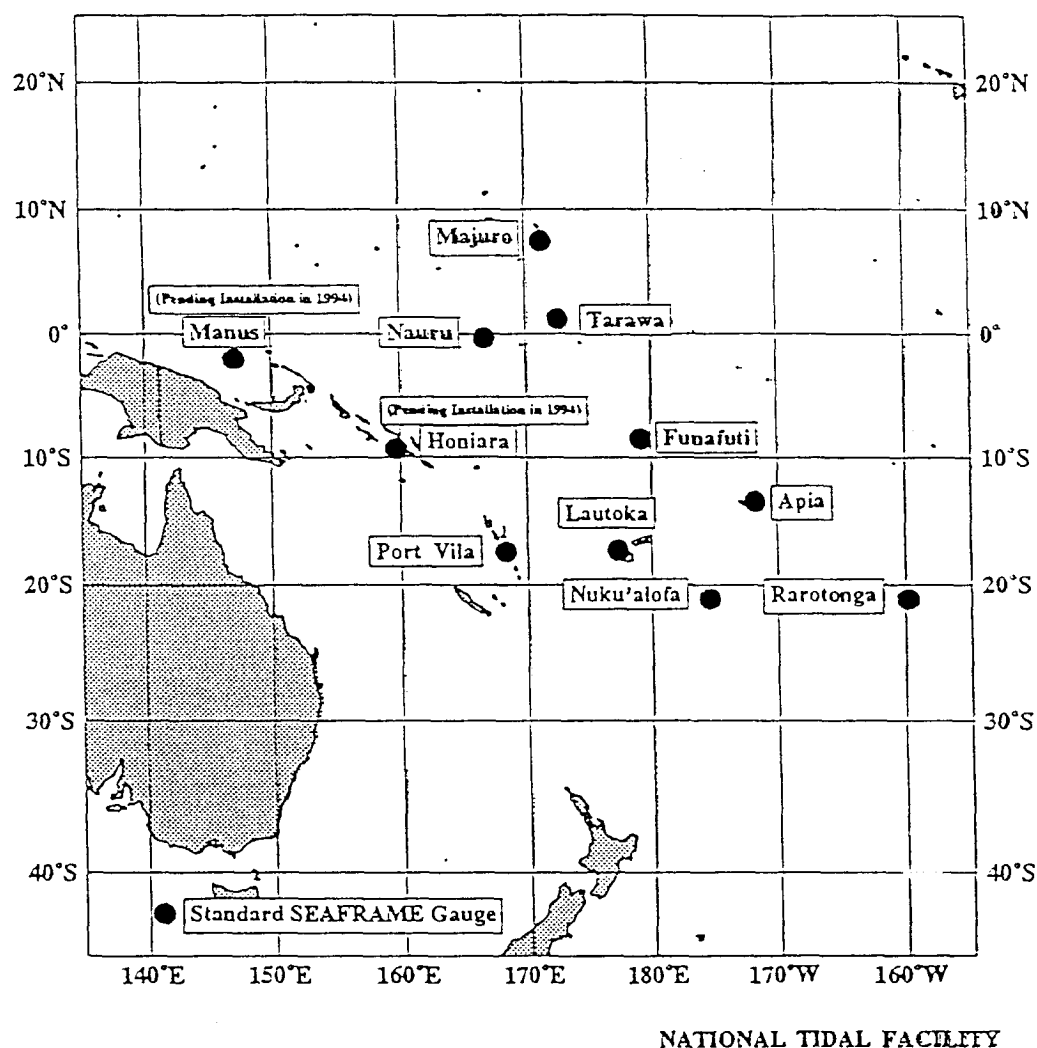 20°N 20°N
10°N 10°N
Majuro
(Pending Installation in 1994)
Manus Nauru Tarawa
0° 0°
(Pending Installation in 1994)
Honiara Funafuti
10°S 10°S
Apia
Lautoka
Port Vila
20°S Nuku'alofa Rarotonga 20°S
30°S 30°S
40°S 40°S
Standard SEAFRAME Gauge
140°E 150°E 160°E 170°E 180° 170°W 160°W
NATIONAL TIDAL FACILITY